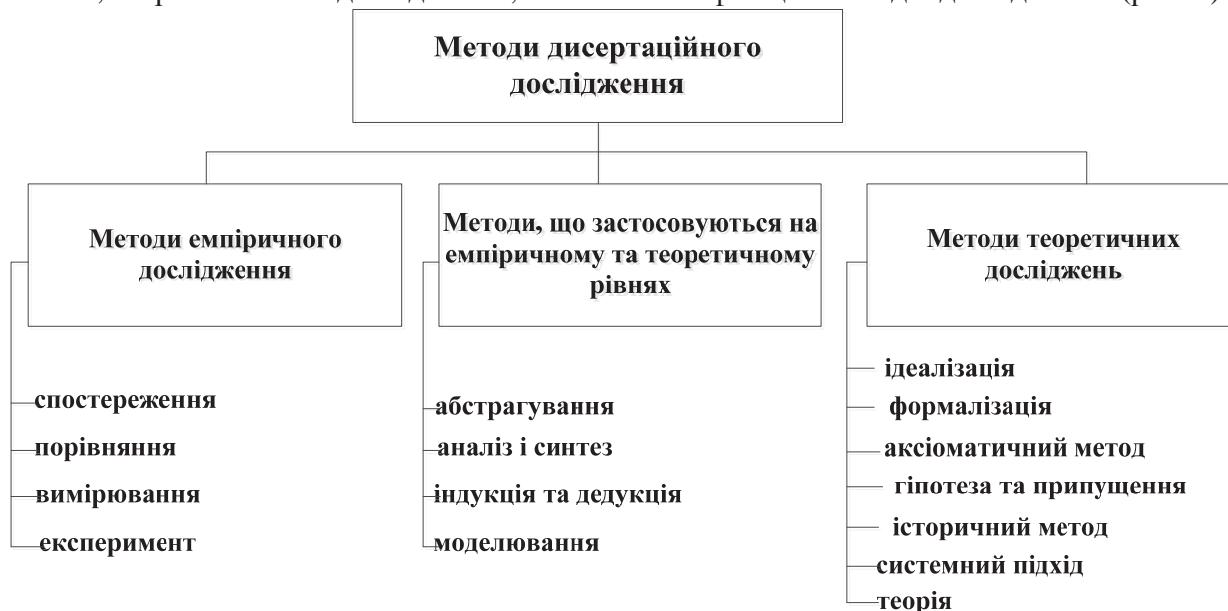 Методи дисертаційного
дослідження
Методи емпіричного
дослідження
спостереження
порівняння
вимірювання
експеримент
Методи, що застосовуються на
емпіричному та теоретичному
рівнях
абстрагування
аналіз і синтез
індукція та дедукція
моделювання
Методи теоретичних
досліджень
ідеалізація
формалізація
аксіоматичний метод
гіпотеза та припущення
історичний метод
системний підхід
теорія